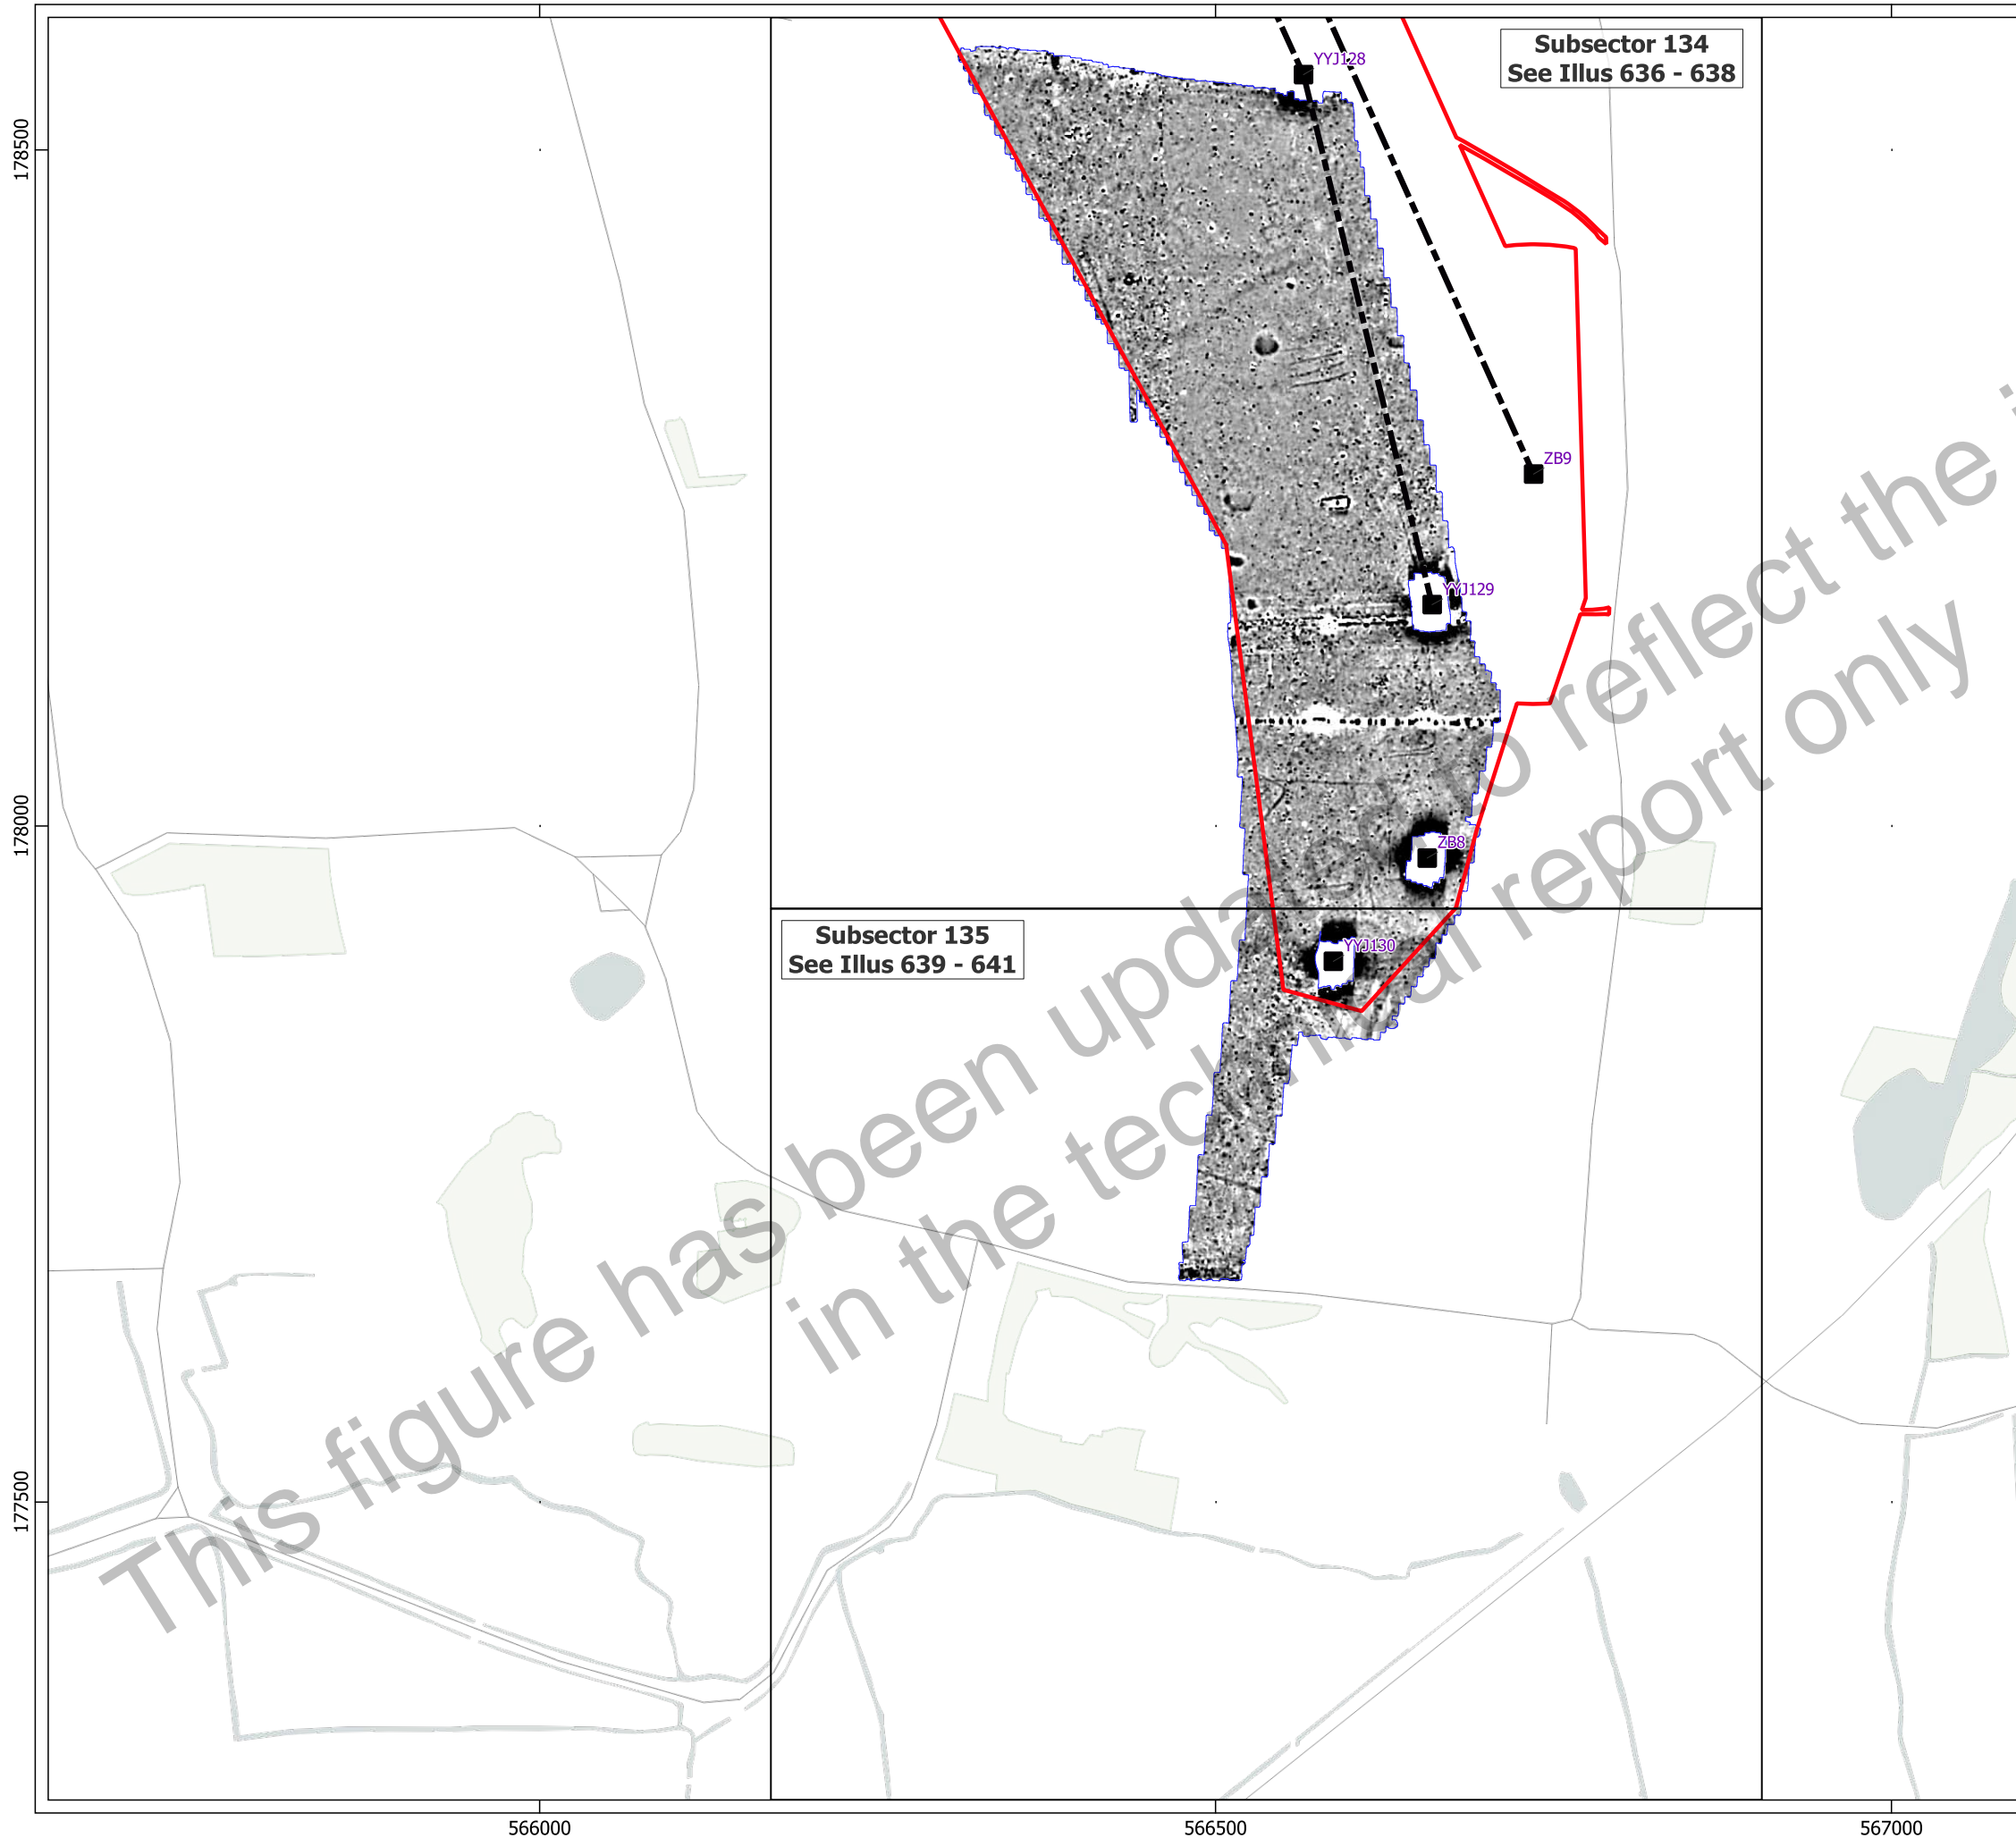 Subsector 134
See Illus 636 - 638
YYJ128
178500
ZB9
YYJ129
178000
ZB8
Subsector 135
See Illus 639 - 641
YYJ130
177500
This figure has been updated to reflect the
in the technical report only
566000
566500
567000